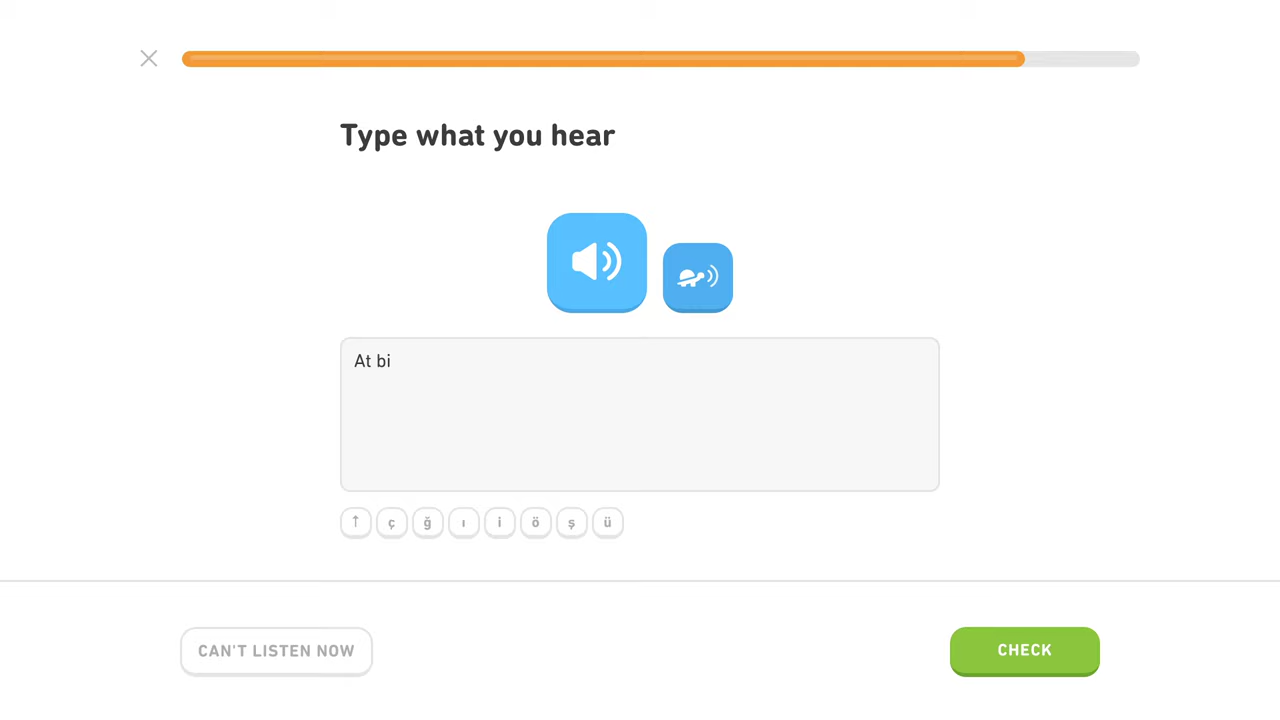 Type what you hear
At bi
↑ ç ğ ı i ö ş ü
CAN'T LISTEN NOW
CHECK